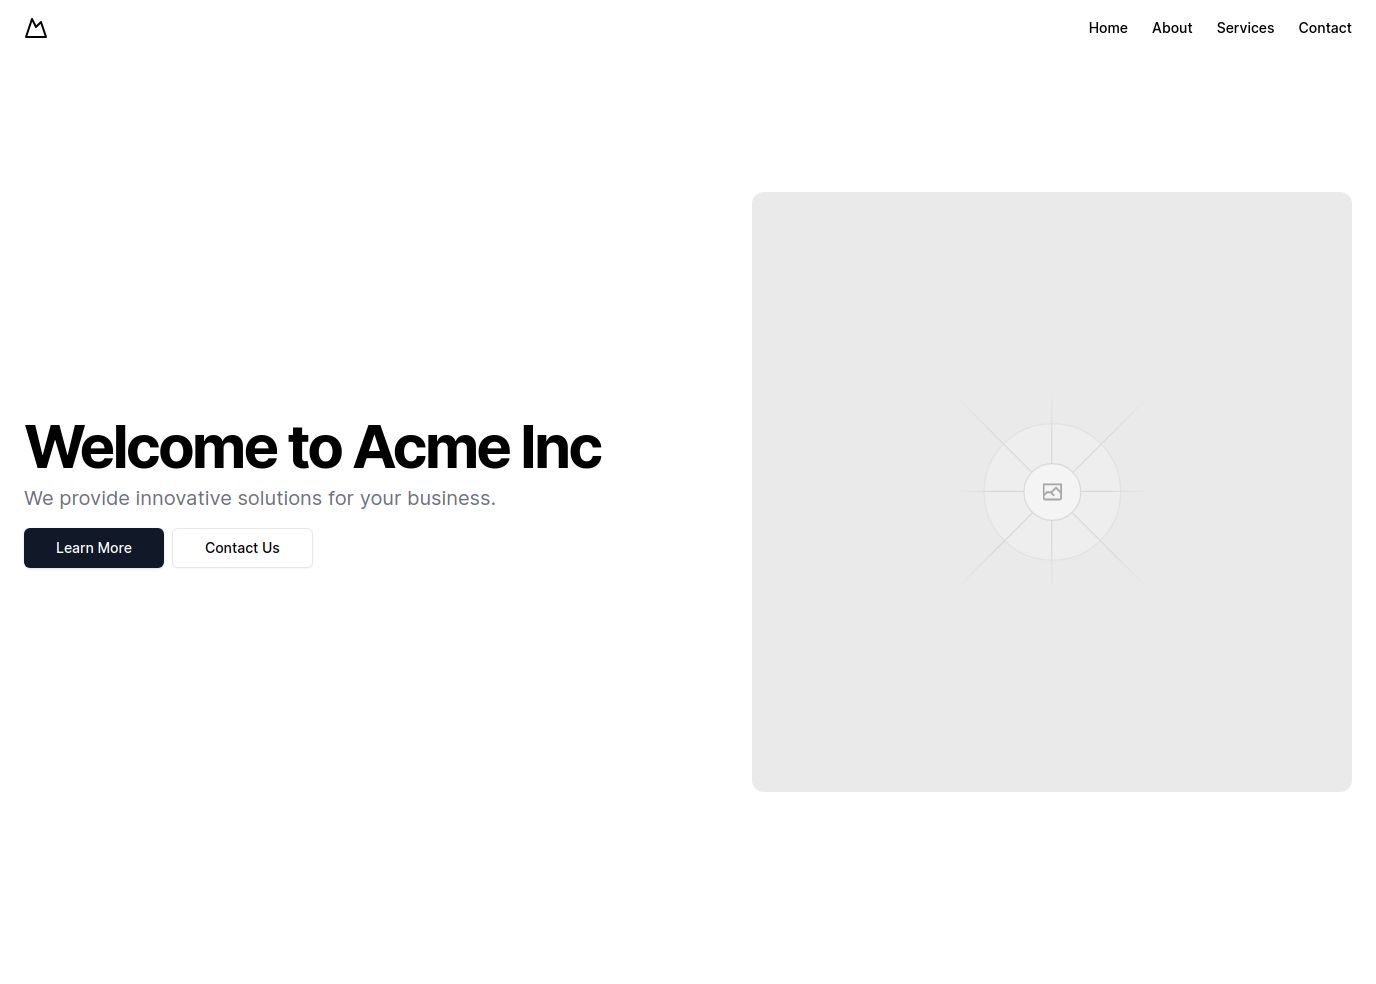 Home About Services Contact
Welcome to Acme Inc
We provide innovative solutions for your business.
Learn More Contact Us